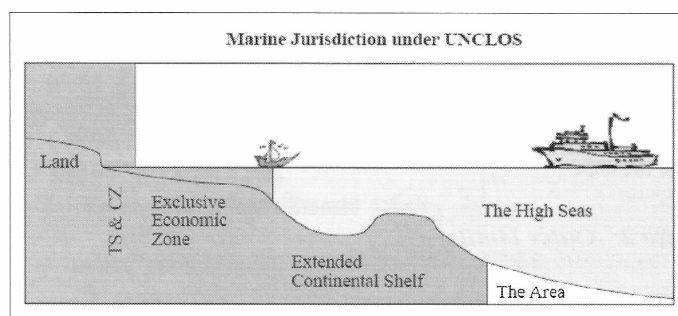 Marine Jurisdiction under UNCLOS
Land
TS & CZ
Exclusive
Economic
Zone
The High Seas
Extended
Continental Shelf
The Area